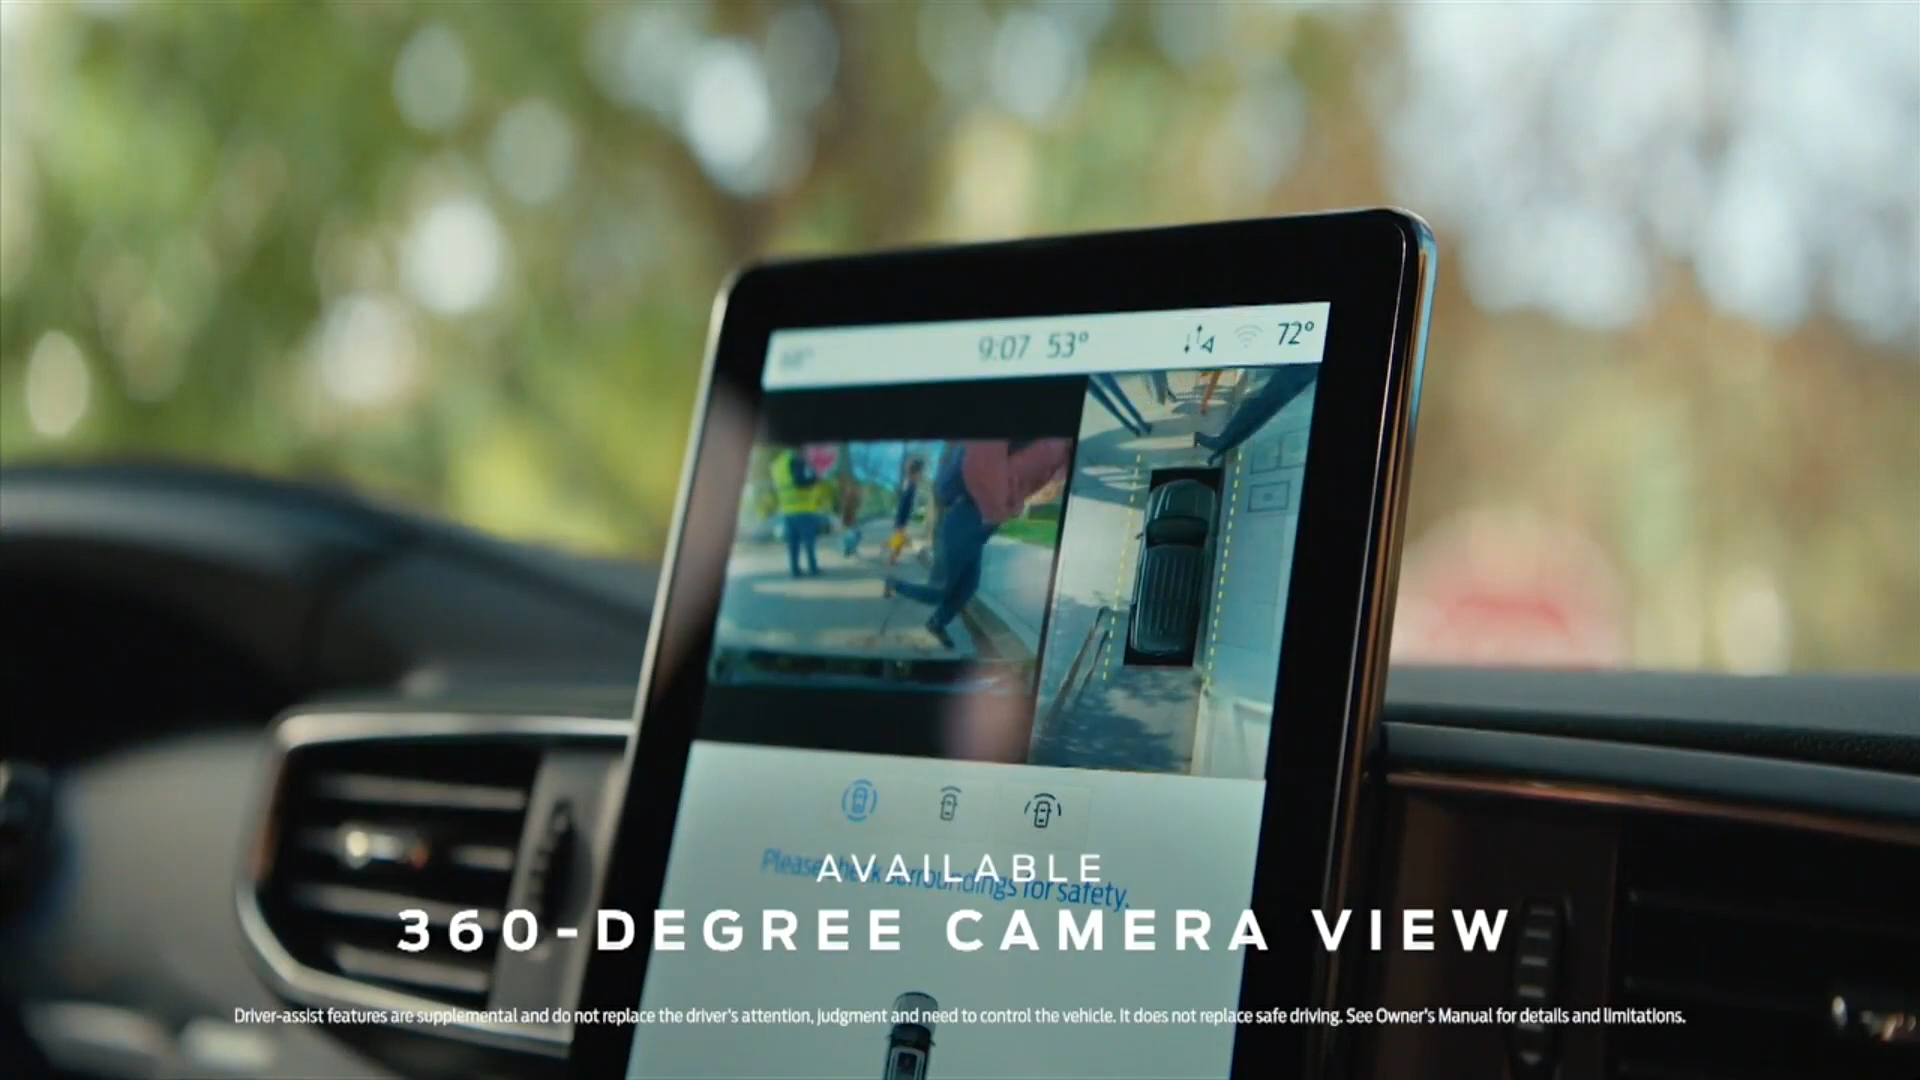 9:07 53° 72°
Please check surroundings for safety.
AVAILABLE
360-DEGREE CAMERA VIEW
Driver-assist features are supplemental and do not replace the driver's attention, judgment and need to control the vehicle. It does not replace safe driving. See Owner's Manual for details and limitations.